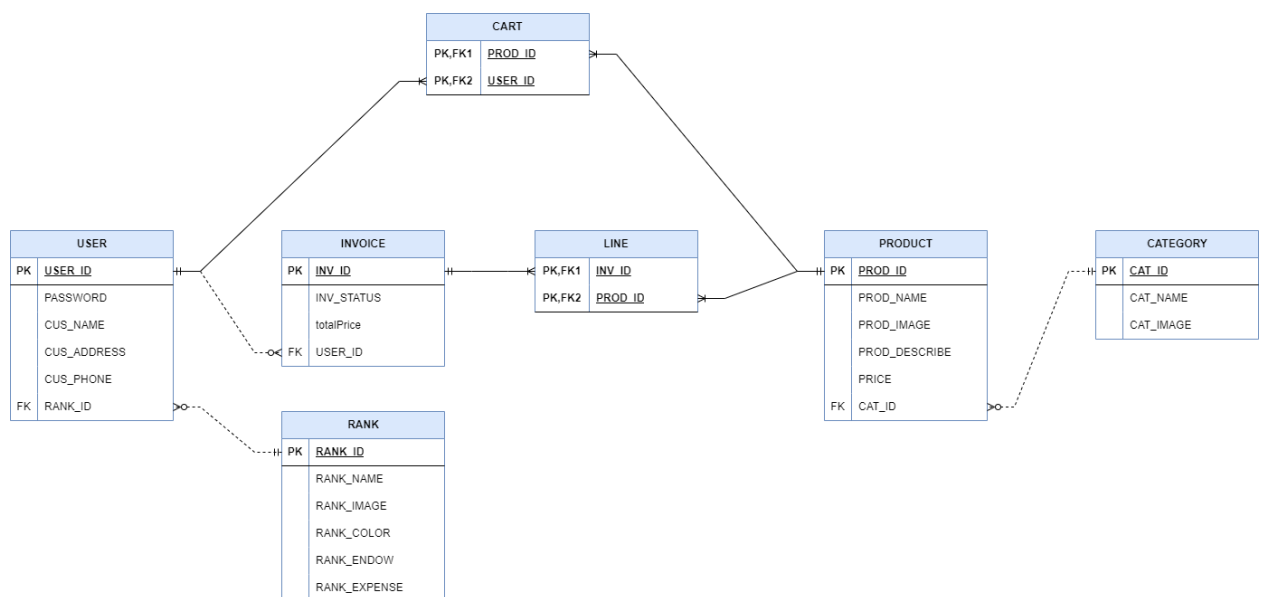 CART
PK,FK1 PROD_ID
PK,FK2 USER_ID
USER
PK USER_ID
PASSWORD
CUS_NAME
CUS_ADDRESS
CUS_PHONE
FK RANK_ID
INVOICE
PK INV_ID
INV_STATUS
totalPrice
FK USER_ID
LINE
PK,FK1 INV_ID
PK,FK2 PROD_ID
PRODUCT
PK PROD_ID
PROD_NAME
PROD_IMAGE
PROD_DESCRIBE
PRICE
FK CAT_ID
CATEGORY
PK CAT_ID
CAT_NAME
CAT_IMAGE
RANK
PK RANK_ID
RANK_NAME
RANK_IMAGE
RANK_COLOR
RANK_ENDOW
RANK_EXPENSE